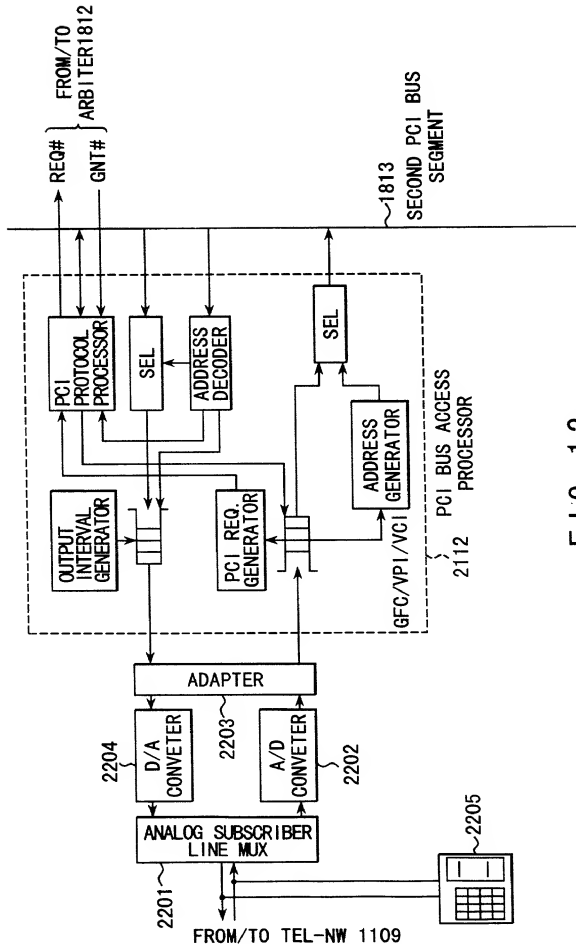 FROM/TO
ARBITER1812
REQ#
GNT#
1813
SECOND PCI BUS
SEGMENT
PCI
PROTOCOL
PROCESSOR
SEL
ADDRESS
DECODER
SEL
OUTPUT
INTERVAL
GENERATOR
PCI REQ.
GENERATOR
ADDRESS
GENERATOR
GFC/VPI/VCI
PCI BUS ACCESS
PROCESSOR
2112
ADAPTER
2203
2204
D/A
CONVETER
A/D
CONVETER
2202
ANALOG SUBSCRIBER
LINE MUX
2201
2205
FROM/TO TEL-NW 1109